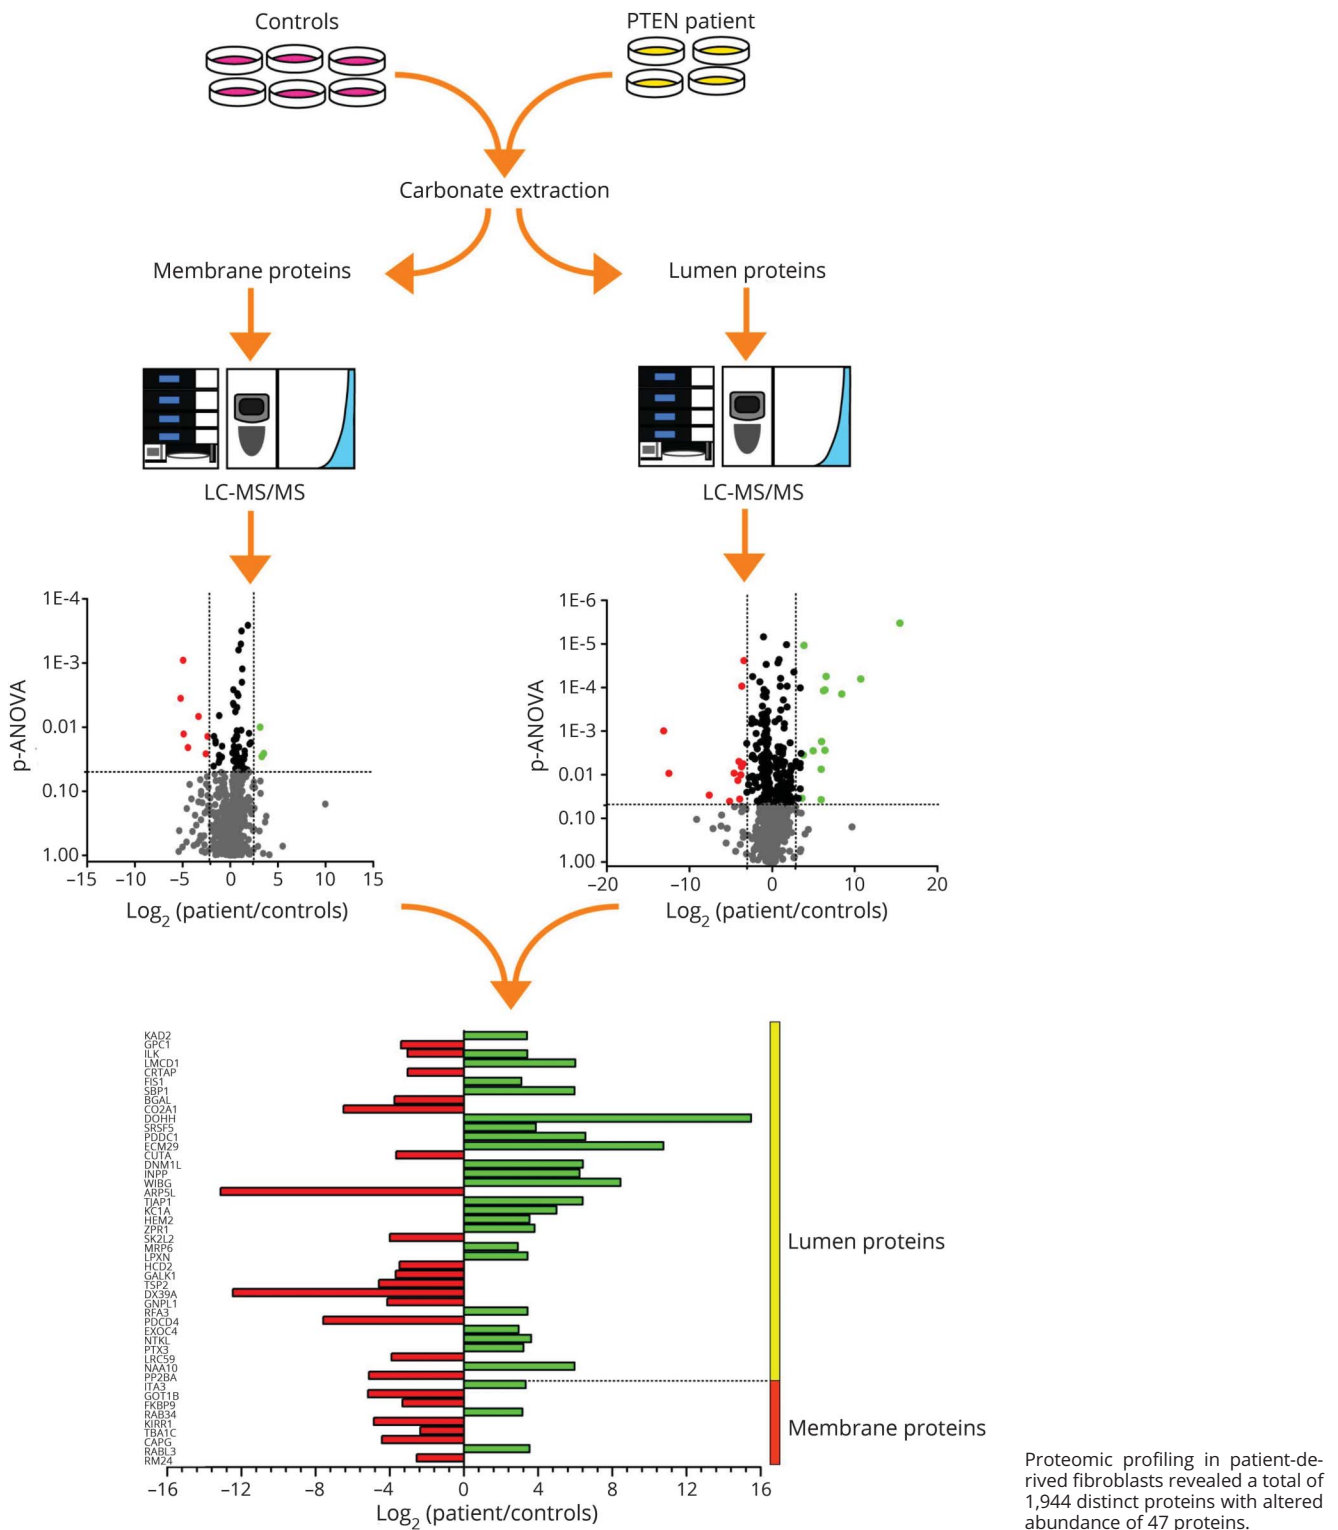 Controls
PTEN patient
Carbonate extraction
Membrane proteins
Lumen proteins
LC-MS/MS
LC-MS/MS
1E-4
1E-3
0.01
0.10
1.00
p-ANOVA
−15 −10 −5 0 5 10 15
Log2 (patient/controls)
1E-6
1E-5
1E-4
1E-3
0.01
0.10
1.00
p-ANOVA
−20 −10 0 10 20
Log2 (patient/controls)
KAD2
GPC1
ILK
LMCD1
CRTAP
FIS1
SBP1
BGAL
CO2A1
DOHH
SRSF5
PDDC1
ECM29
CUTA
DNM1L
INPP
WIBG
ARP5L
TJAP1
KC1A
HEM2
ZPR1
SK2L2
MRP6
LPXN
HCD2
GALK1
TSP2
DX39A
GNPL1
RFA3
PDCD4
EXOC4
NTKL
PTX3
LRC59
NAA10
PP2BA
ITA3
GOT1B
FKBP9
RAB34
KIRR1
TBA1C
CAPG
RABL3
RM24
Lumen proteins
Membrane proteins
−16 −12 −8 −4 0 4 8 12 16
Log2 (patient/controls)
Proteomic profiling in patient-de-
rived fibroblasts revealed a total of
1,944 distinct proteins with altered
abundance of 47 proteins.